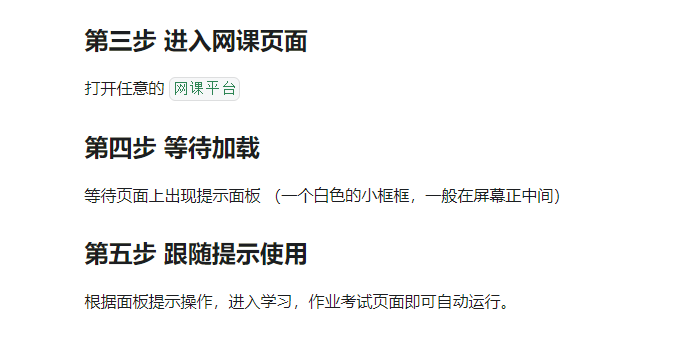 第三步 进入网课页面
打开任意的 网课平台
第四步 等待加载
等待页面上出现提示面板 （一个白色的小框框，一般在屏幕正中间）
第五步 跟随提示使用
根据面板提示操作，进入学习，作业考试页面即可自动运行。